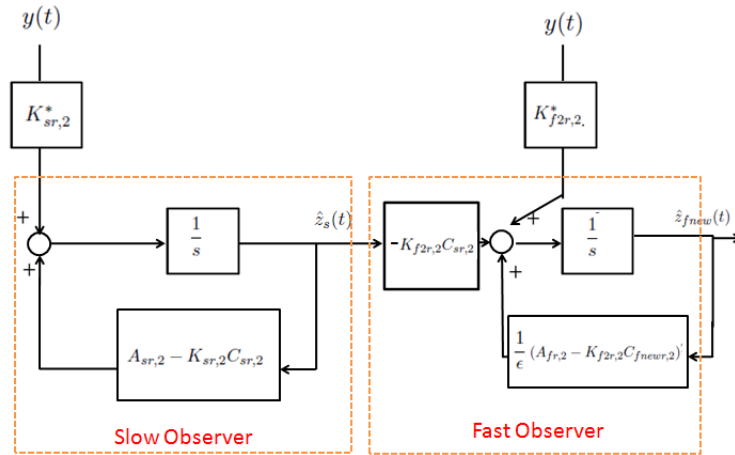 y(t)
y(t)
K*_{sr,2}
K*_{f2r,2.}
+
1/s
ẑ_s(t)
+
-K_{f2r,2}C_{sr,2}
+
1/s
ẑ_{fnew}(t)
+
A_{sr,2} − K_{sr,2}C_{sr,2}
1/ϵ (A_{fr,2} − K_{f2r,2}C_{fnewr,2})
Slow Observer
Fast Observer